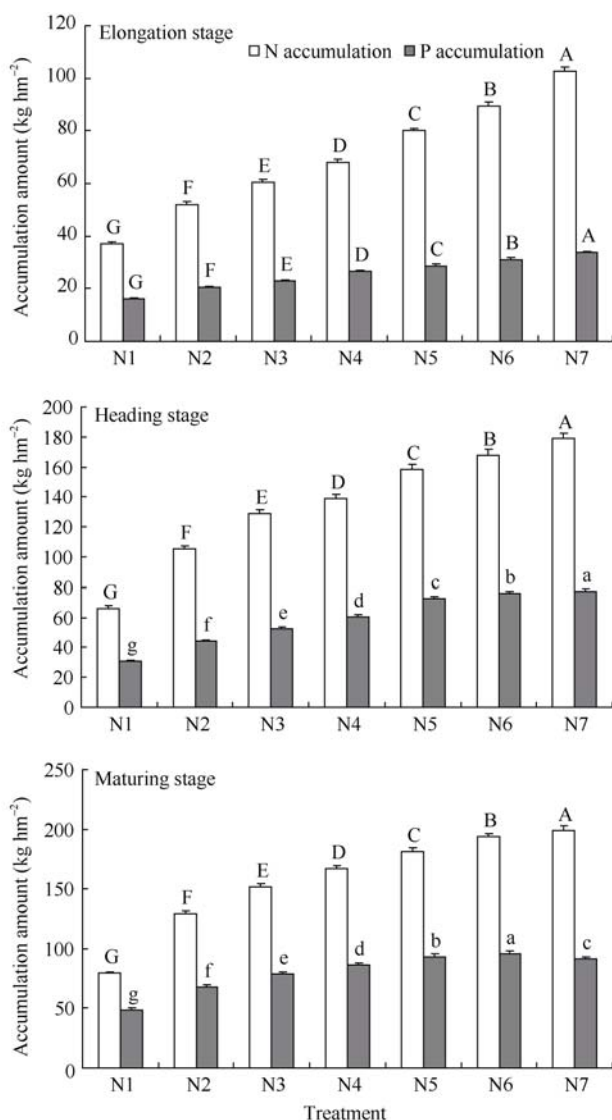 Elongation stage
N accumulation P accumulation
Accumulation amount (kg hm⁻²)
120
100
80
60
40
20
0
G G F F E E D D C C B B A A
N1 N2 N3 N4 N5 N6 N7
Heading stage
Accumulation amount (kg hm⁻²)
200
180
160
140
120
100
80
60
40
20
0
G g F f E e D d C c B b A a
N1 N2 N3 N4 N5 N6 N7
Maturing stage
Accumulation amount (kg hm⁻²)
250
200
150
100
50
0
G g F f E e D d C b B a A c
N1 N2 N3 N4 N5 N6 N7
Treatment